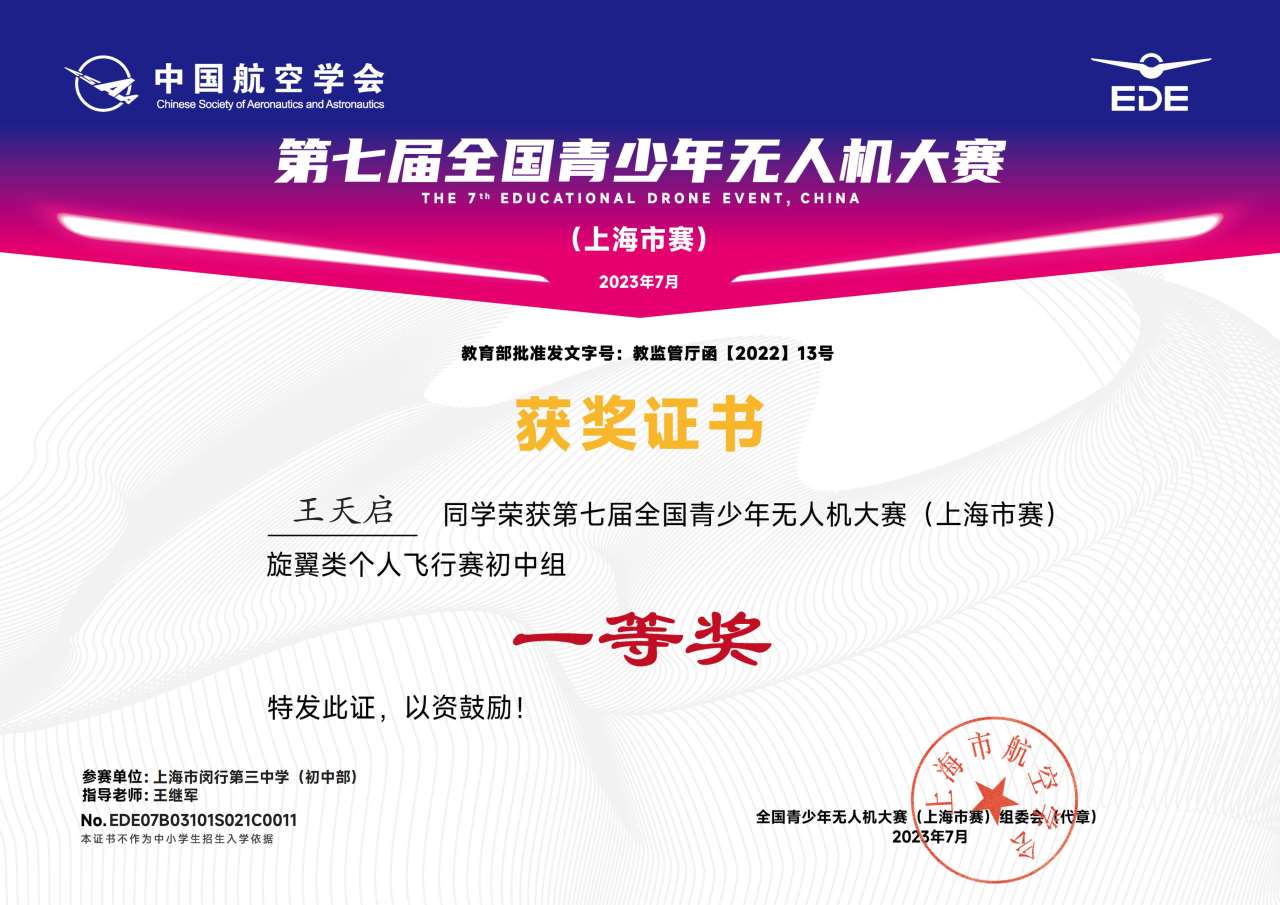 中国航空学会
Chinese Society of Aeronautics and Astronautics
EDE
第七届全国青少年无人机大赛
THE 7th EDUCATIONAL DRONE EVENT, CHINA
（上海市赛）
2023年7月
教育部批准发文字号：教监管厅函【2022】13号
获奖证书
王天启 同学荣获第七届全国青少年无人机大赛（上海市赛）
旋翼类个人飞行赛初中组
一等奖
特发此证，以资鼓励！
参赛单位：上海市闵行第三中学（初中部）
指导老师：王继军
No. EDE07B03101S021C0011
本证书不作为中小学生招生入学依据
上海市航空学会
全国青少年无人机大赛（上海市赛）组委会（代章）
2023年7月